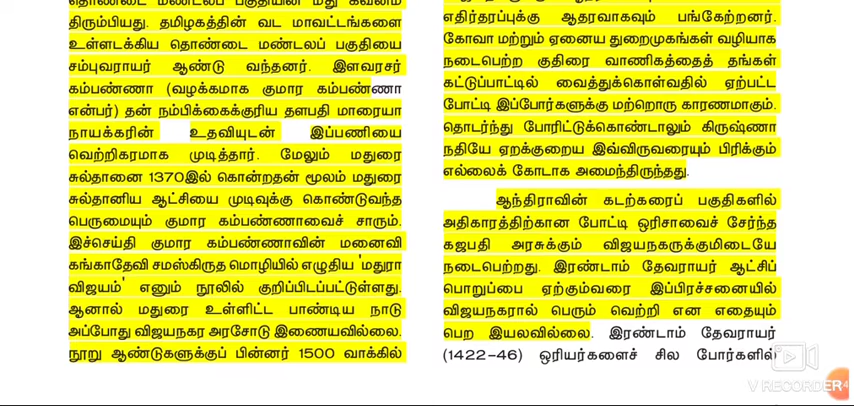 தொண்டை மண்டலப் பகுதியின் மீது கவனம்
திரும்பியது. தமிழகத்தின் வட மாவட்டங்களை
உள்ளடக்கிய தொண்டை மண்டலப் பகுதியை
சம்புவராயர் ஆண்டு வந்தனர். இளவரசர்
கம்பண்ணா (வழக்கமாக குமார கம்பண்ணா
என்பர்) தன் நம்பிக்கைக்குரிய தளபதி மாரையா
நாயக்கரின் உதவியுடன் இப்பணியை
வெற்றிகரமாக முடித்தார். மேலும் மதுரை
சுல்தானை 1370இல் கொன்றதன் மூலம் மதுரை
சுல்தானிய ஆட்சியை முடிவுக்கு கொண்டுவந்த
பெருமையும் குமார கம்பண்ணாவைச் சாரும்.
இச்செய்தி குமார கம்பண்ணாவின் மனைவி
கங்காதேவி சமஸ்கிருத மொழியில் எழுதிய 'மதுரா
விஜயம்' எனும் நூலில் குறிப்பிடப்பட்டுள்ளது.
ஆனால் மதுரை உள்ளிட்ட பாண்டிய நாடு
அப்போது விஜயநகர அரசோடு இணையவில்லை.
நூறு ஆண்டுகளுக்குப் பின்னர் 1500 வாக்கில்
எதிர்தரப்புக்கு ஆதரவாகவும் பங்கேற்றனர்.
கோவா மற்றும் ஏனைய துறைமுகங்கள் வழியாக
நடைபெற்ற குதிரை வாணிகத்தைத் தங்கள்
கட்டுப்பாட்டில் வைத்துக்கொள்வதில் ஏற்பட்ட
போட்டி இப்போர்களுக்கு மற்றொரு காரணமாகும்.
தொடர்ந்து போரிட்டுக்கொண்டாலும் கிருஷ்ணா
நதியே ஏறக்குறைய இவ்விருவரையும் பிரிக்கும்
எல்லைக் கோடாக அமைந்திருந்தது.
ஆந்திராவின் கடற்கரைப் பகுதிகளில்
அதிகாரத்திற்கான போட்டி ஒரிசாவைச் சேர்ந்த
கஜபதி அரசுக்கும் விஜயநகருக்குமிடையே
நடைபெற்றது. இரண்டாம் தேவராயர் ஆட்சிப்
பொறுப்பை ஏற்கும்வரை இப்பிரச்சனையில்
விஜயநகரால் பெரும் வெற்றி என எதையும்
பெற இயலவில்லை. இரண்டாம் தேவராயர்
(1422–46) ஒரியர்களைச் சில போர்களில்
V RECORDER